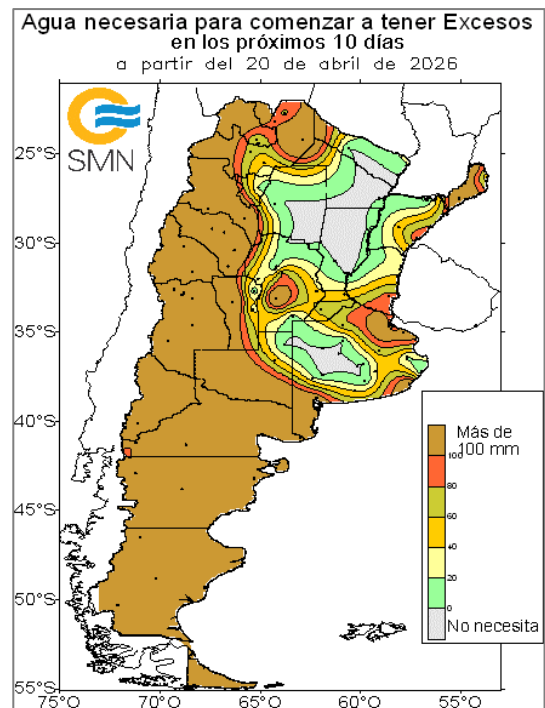 Agua necesaria para comenzar a tener Excesos
en los próximos 10 días
a partir del 20 de abril de 2026
SMN
25°S
30°S
35°S
40°S
45°S
50°S
55°S
75°O
70°O
65°O
60°O
55°O
Más de
100 mm
100
80
60
40
20
0
No necesita